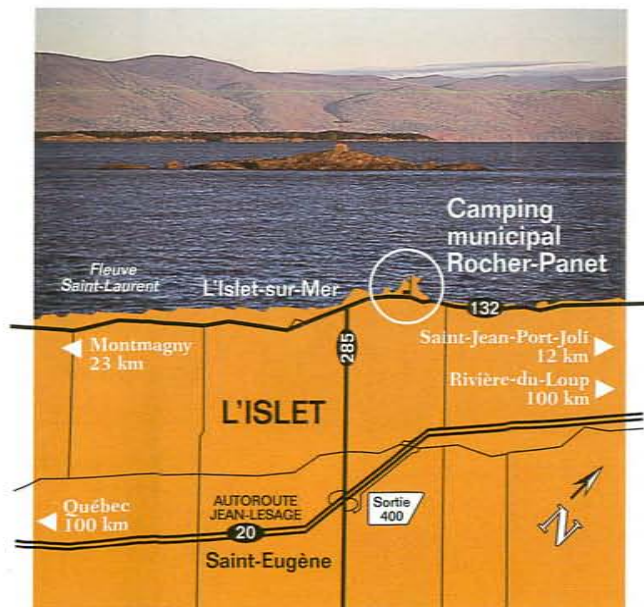 Camping
municipal
Rocher-Panet
Fleuve
Saint-Laurent
L'Islet-sur-Mer
132
Montmagny
23 km
285
Saint-Jean-Port-Joli
12 km
Rivière-du-Loup
100 km
L'ISLET
Québec
100 km
AUTOROUTE
JEAN-LESAGE
20
Sortie
400
Saint-Eugène
N